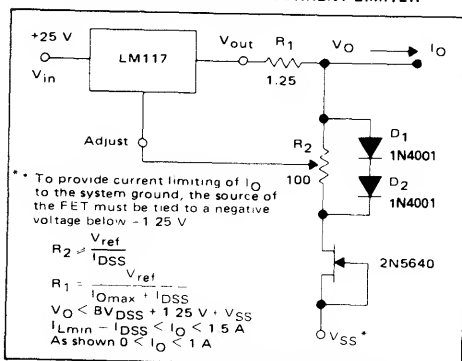 +25 V
Vin
LM117
Vout
R1
1.25
VO
IO
Adjust
R2
100
D1
1N4001
D2
1N4001
2N5640
VSS*
* To provide current limiting of IO
to the system ground, the source of
the FET must be tied to a negative
voltage below -1 25 V
R2 ≠ Vref / IDSS
R1 = Vref / IOmax + IDSS
VO < BVDSS + 1 25 V + VSS
ILmin - IDSS < IO < 1 5 A
As shown 0 < IO < 1 A